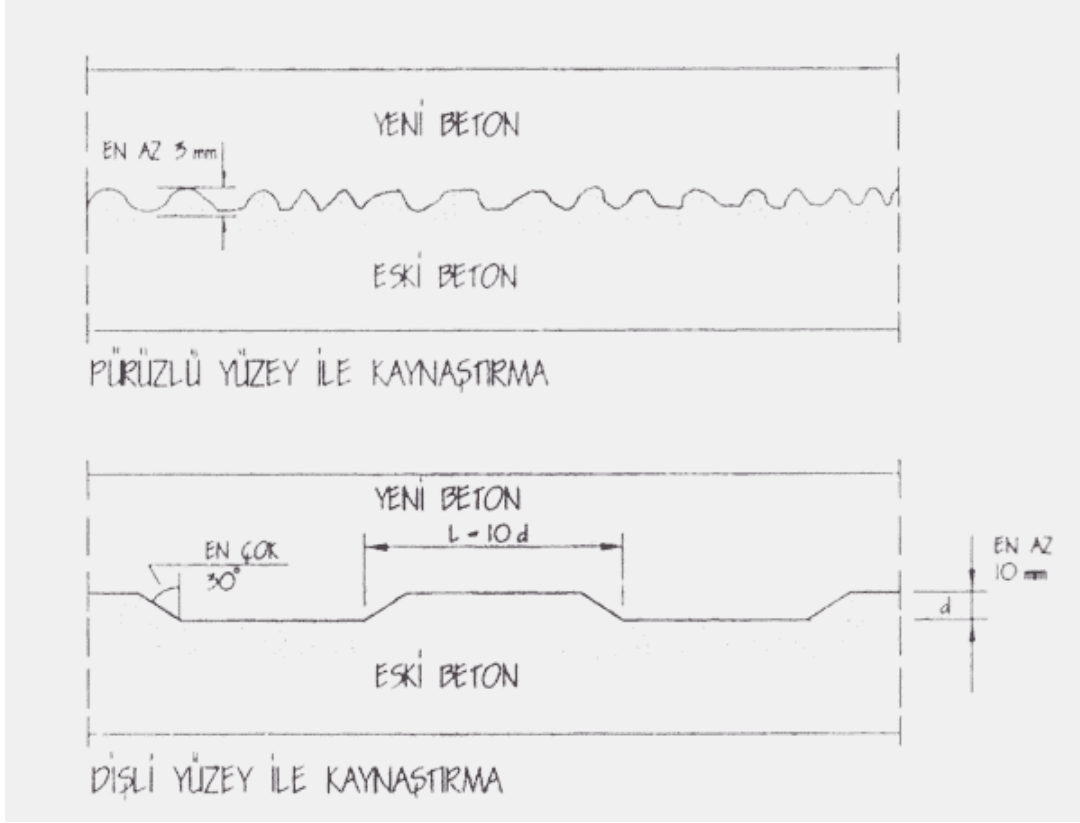 YENİ BETON
EN AZ 3 mm
ESKİ BETON
PÜRÜZLÜ YÜZEY İLE KAYNAŞTIRMA
YENİ BETON
L = 10 d
EN ÇOK
30°
EN AZ
10 mm
d
ESKİ BETON
DİŞLİ YÜZEY İLE KAYNAŞTIRMA